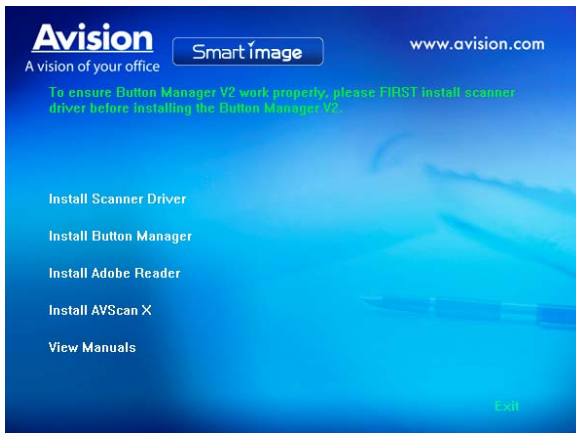 Avision
A vision of your office
Smart image
www.avision.com
To ensure Button Manager V2 work properly, please FIRST install scanner
driver before installing the Button Manager V2.
Install Scanner Driver
Install Button Manager
Install Adobe Reader
Install AVScan X
View Manuals
Exit